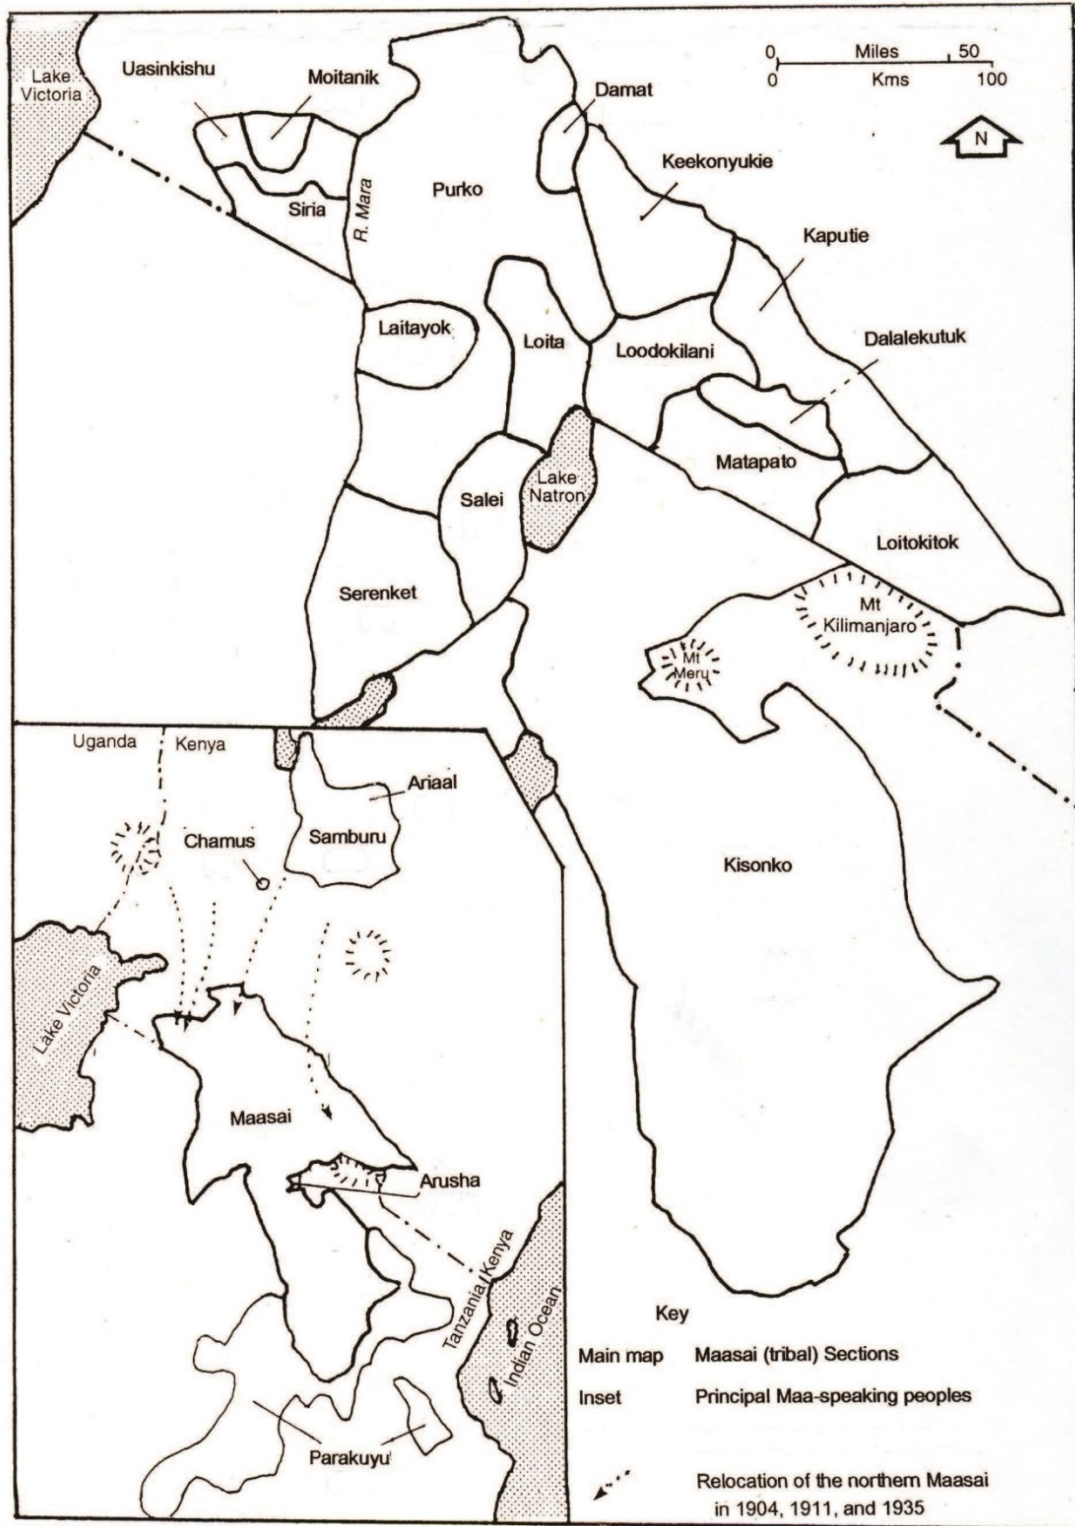 Lake
Victoria
Uasinkishu
Moitanik
Damat
0 Miles 50
0 Kms 100
N
Keekonyukie
Purko
Siria
R. Mara
Kaputie
Laitayok
Loita
Loodokilani
Dalalekutuk
Matapato
Lake
Natron
Salei
Loitokitok
Serenket
Mt
Kilimanjaro
Mt
Meru
Kisonko
Uganda Kenya
Ariaal
Samburu
Chamus
Lake Victoria
Maasai
Arusha
Tanzania Kenya
Indian Ocean
Parakuyu
Key
Main map Maasai (tribal) Sections
Inset Principal Maa-speaking peoples
Relocation of the northern Maasai
in 1904, 1911, and 1935